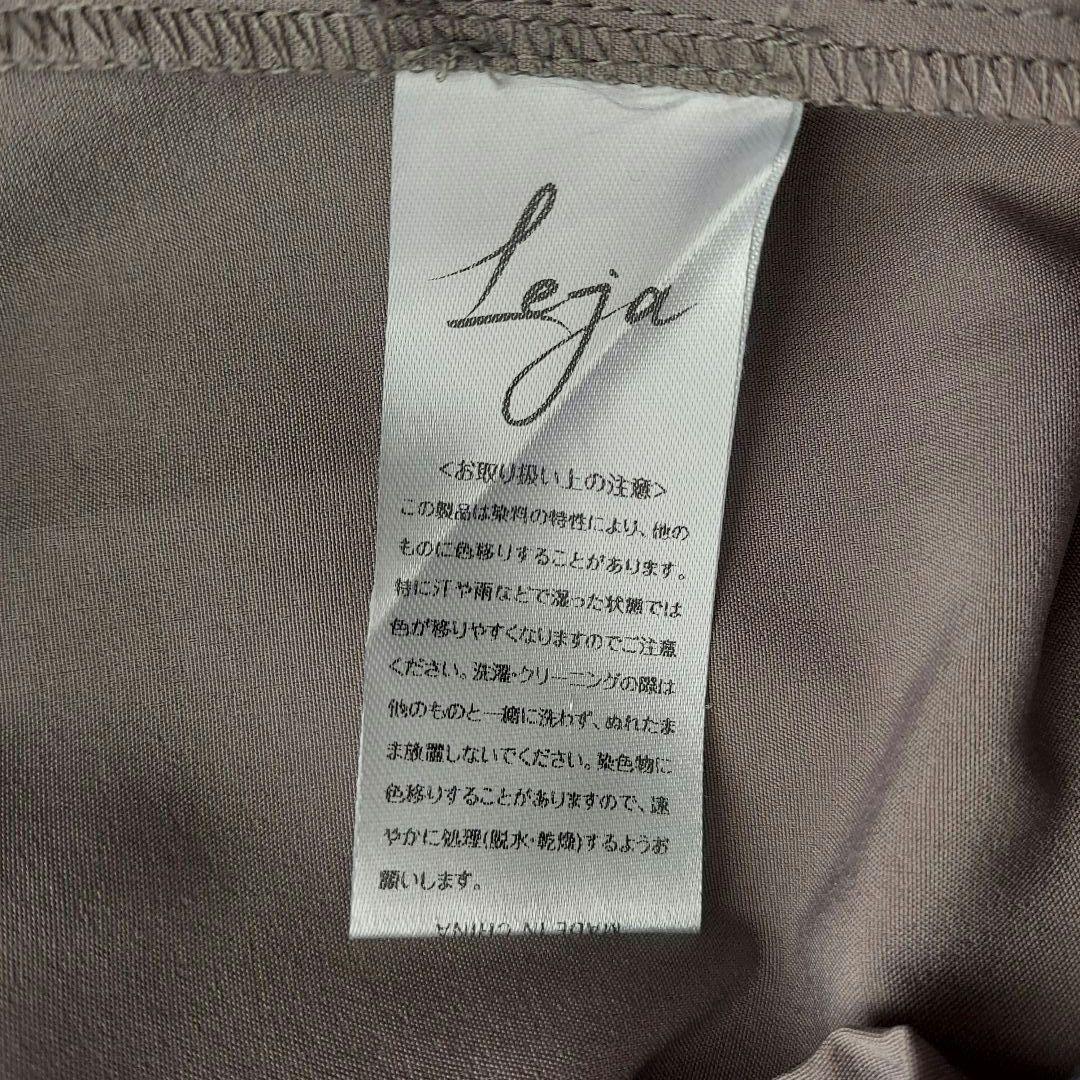 Leja
<お取り扱い上の注意>
この製品は染料の特性により、他の
ものに色移りすることがあります。
特に汗や雨などで湿った状態では
色が移りやすくなりますのでご注意
ください。洗濯・クリーニングの際は
他のものと一緒に洗わず、ぬれたま
ま放置しないでください。染色物に
色移りすることがありますので、速
やかに処理(脱水・乾燥)するようお
願いします。
MADE IN CHINA